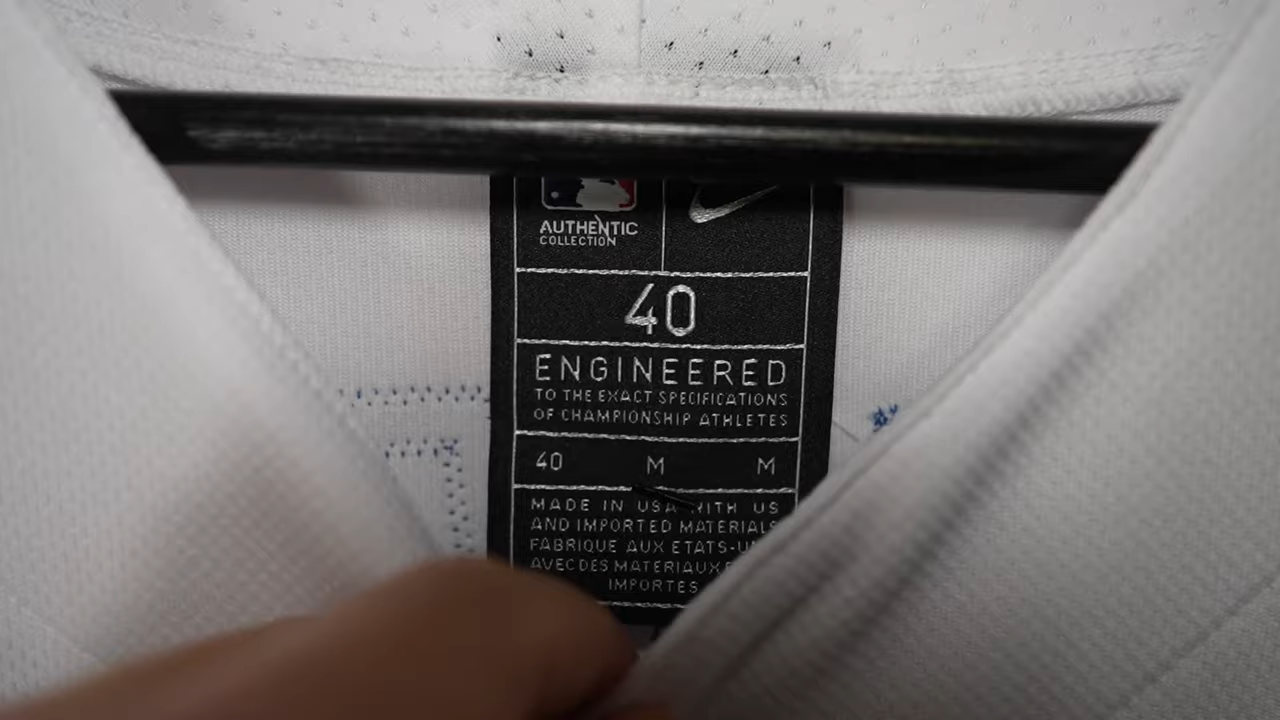 AUTHENTIC
COLLECTION
40
ENGINEERED
TO THE EXACT SPECIFICATIONS
OF CHAMPIONSHIP ATHLETES
40 M M
MADE IN USA WITH US
AND IMPORTED MATERIALS
FABRIQUE AUX ETATS-U
AVEC DES MATERIAUX
IMPORTES